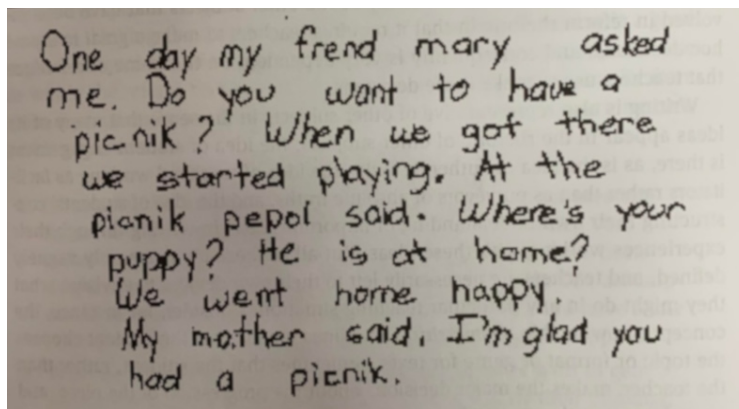 One day my frend mary asked
me. Do you want to have a
picnik? When we got there
we started playing. At the
picnik pepol said. Where's your
puppy? He is at home?
We went home happy.
My mother said. I'm glad you
had a picnik.